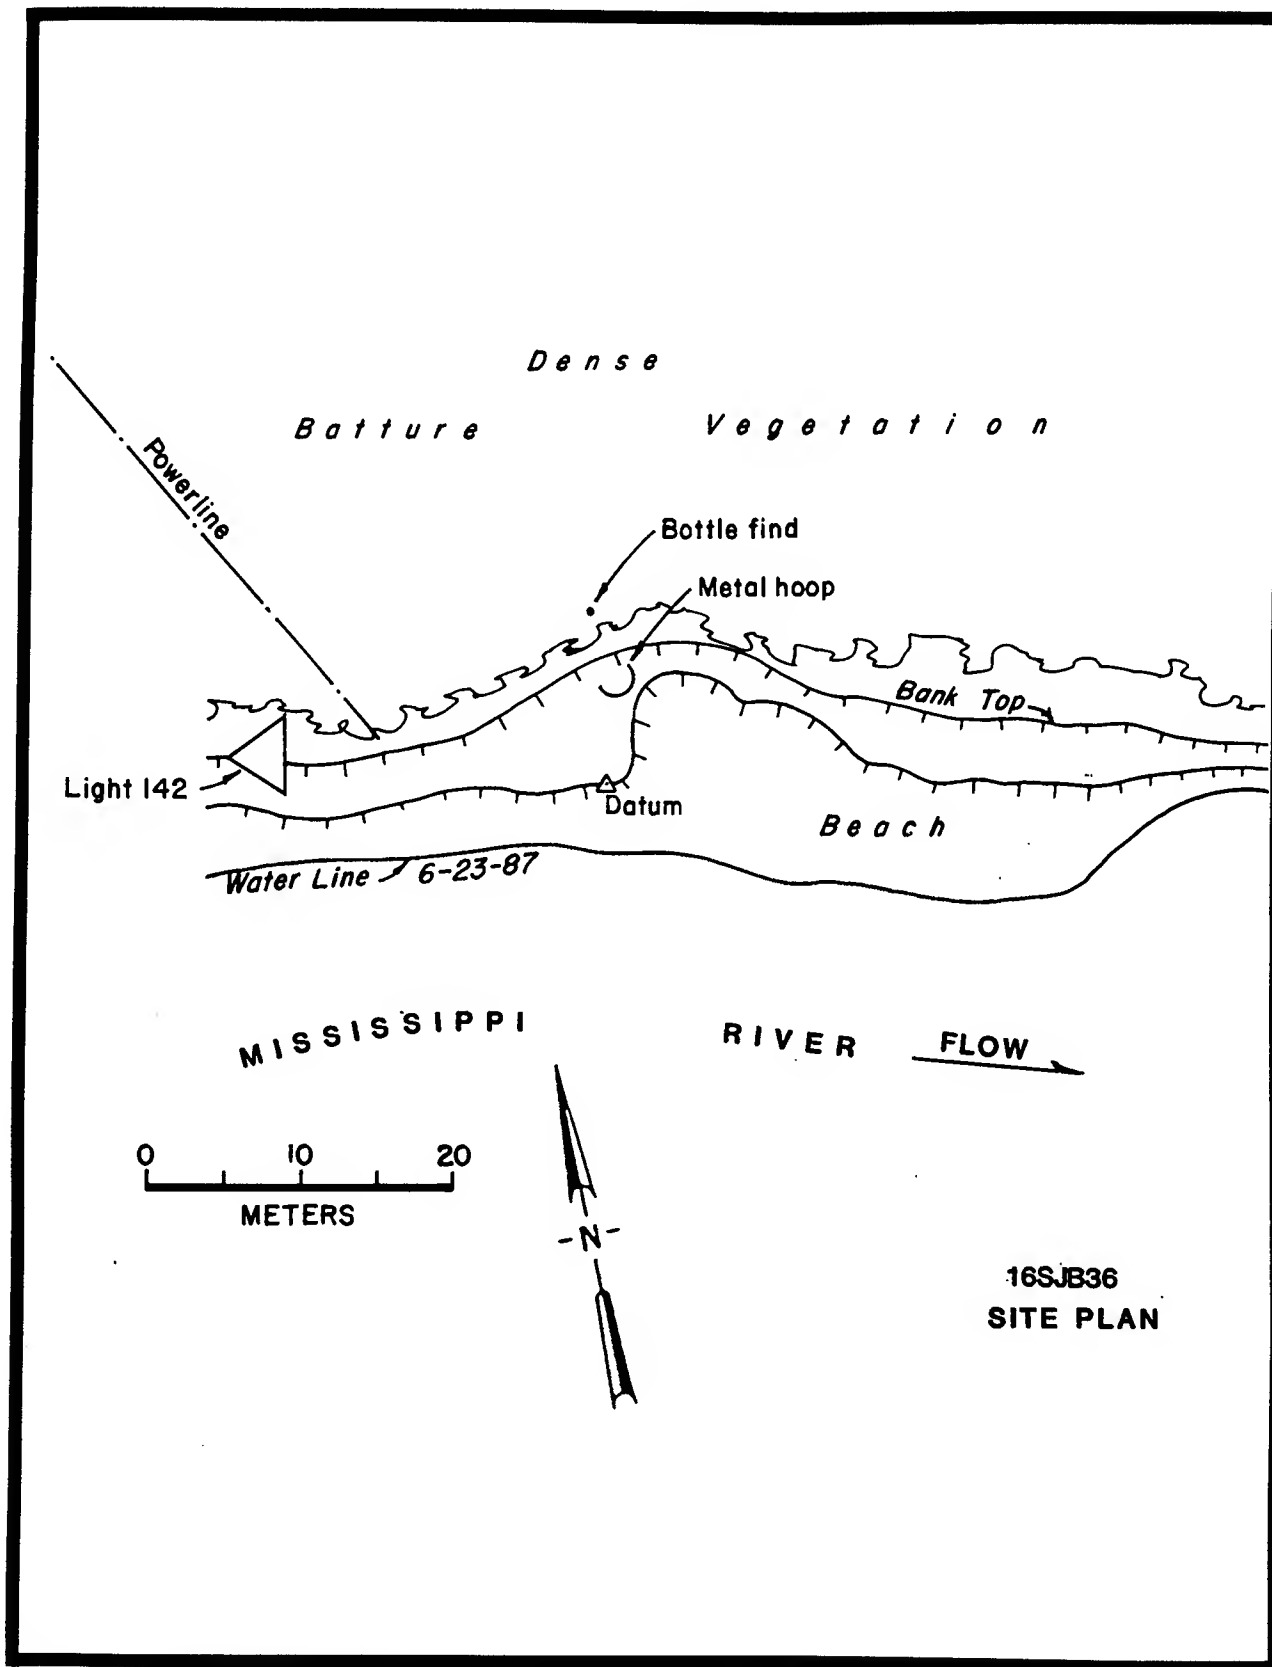 Dense
Batture Vegetation
Powerline
Bottle find
Metal hoop
Bank Top
Light 142
Datum
Beach
Water Line 6-23-87
MISSISSIPPI RIVER FLOW
0 10 20
METERS
-N-
16SJB36
SITE PLAN